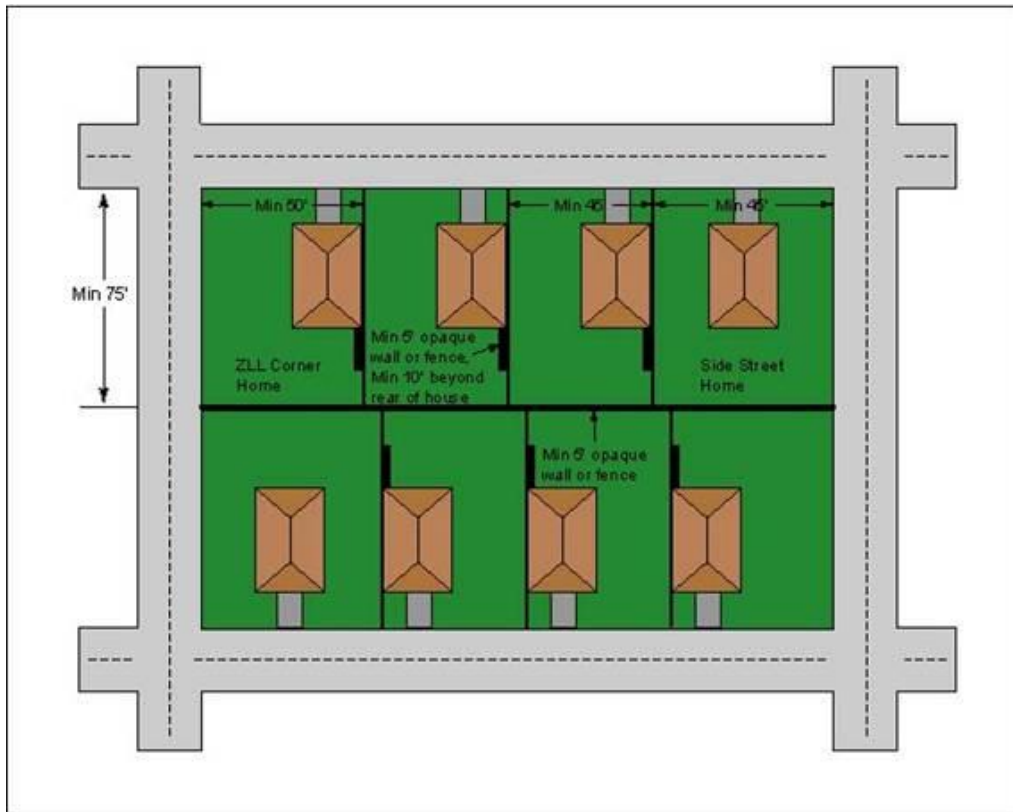 Min 50'
Min 45'
Min 45'
Min 75'
Min 6' opaque
wall or fence,
Min 10' beyond
rear of house
ZLL Corner
Home
Side Street
Home
Min 6' opaque
wall or fence